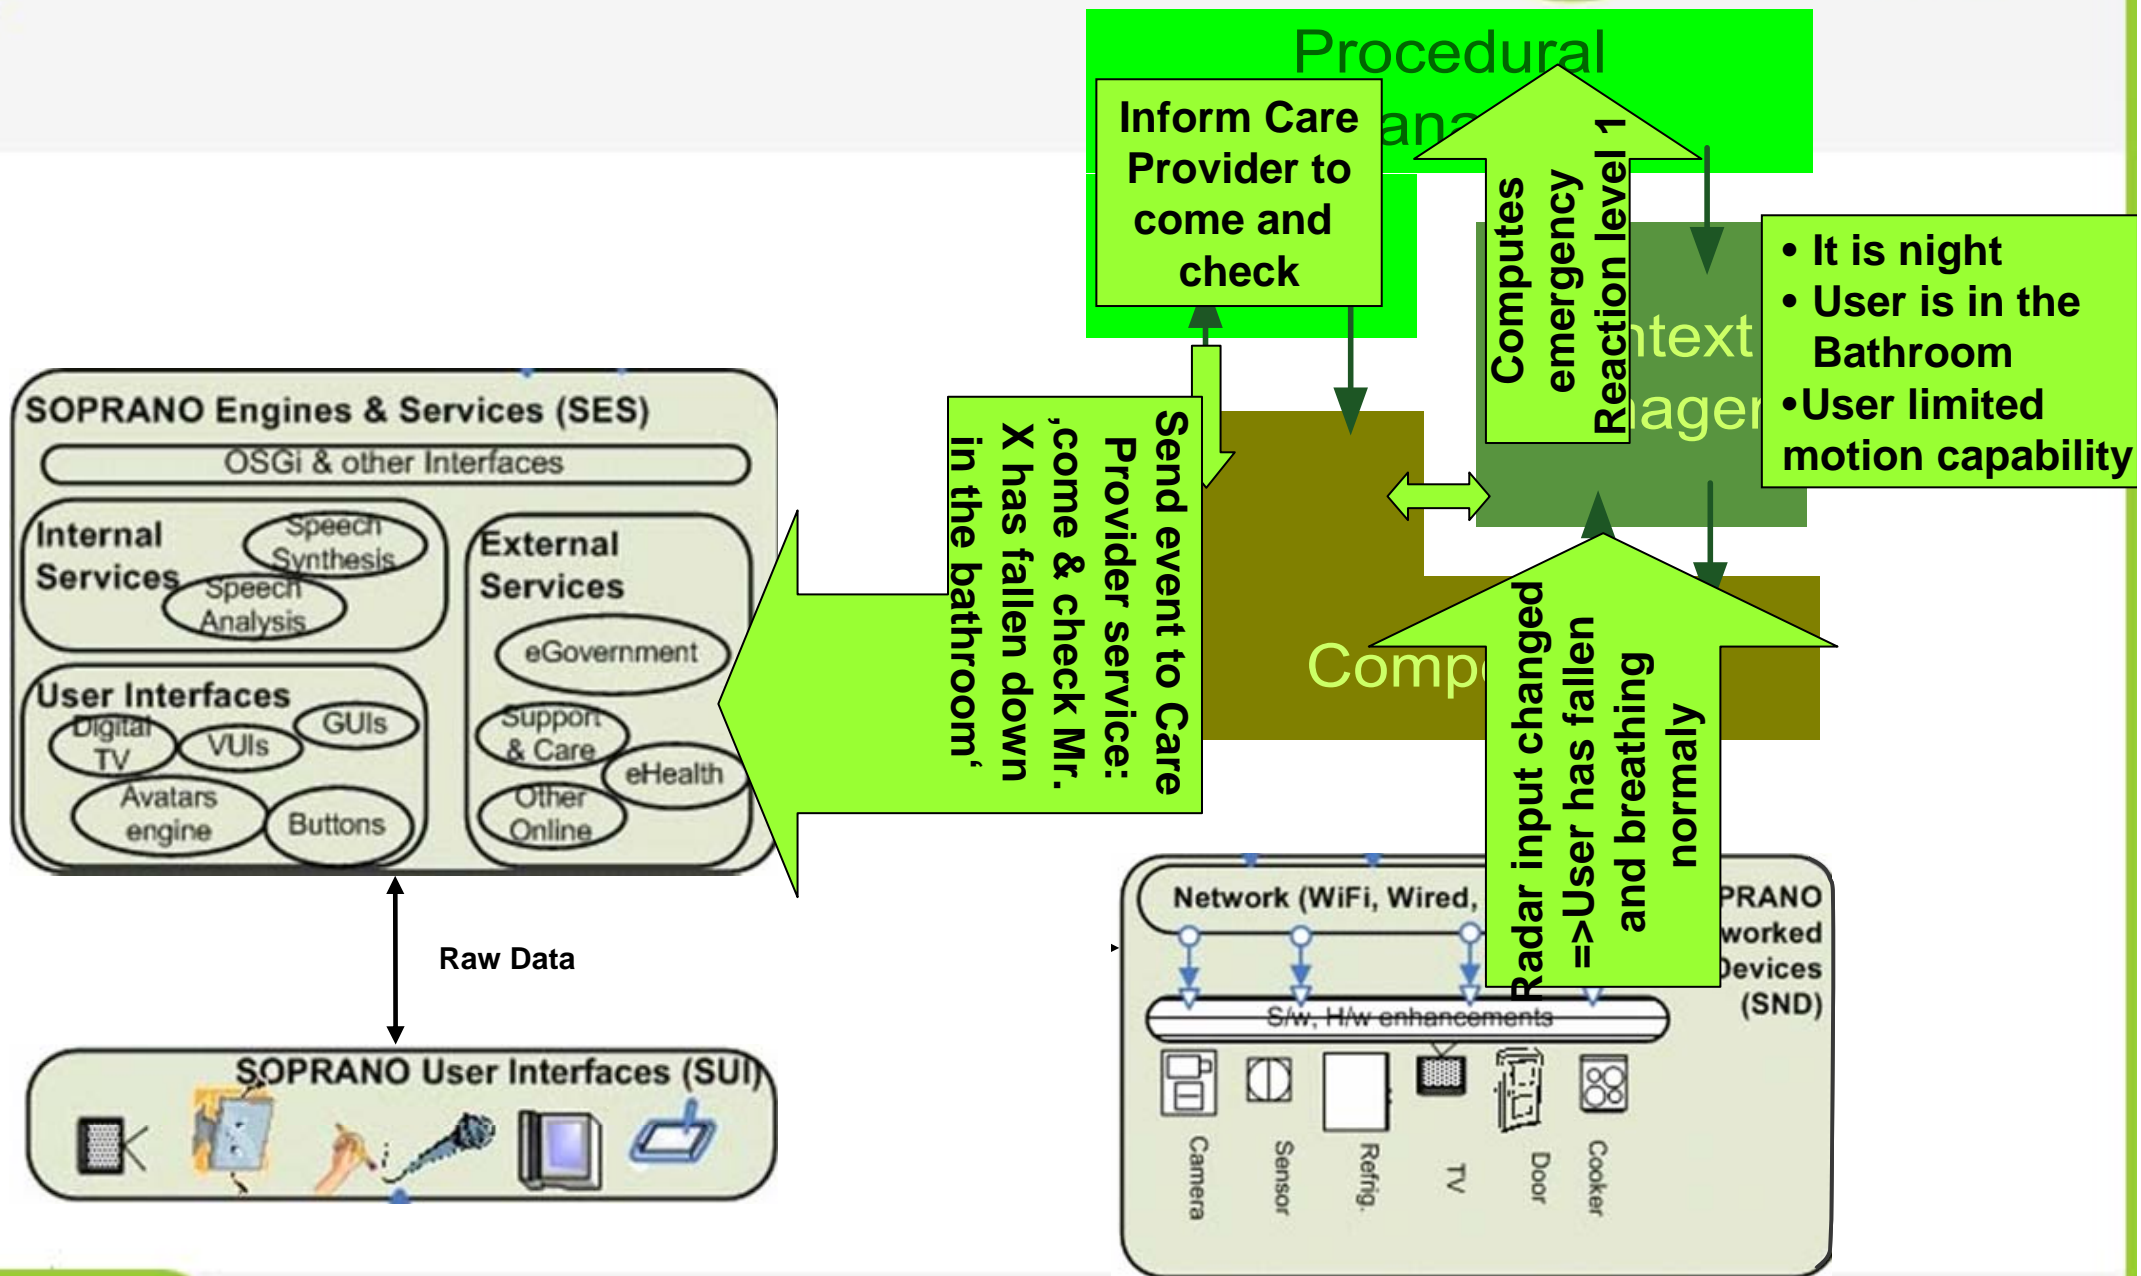 Procedural
ana
Inform Care
Provider to
come and
check
Computes
emergency
Reaction level 1
ntext
nager
• It is night
• User is in the
Bathroom
•User limited
motion capability
SOPRANO Engines & Services (SES)
OSGi & other Interfaces
Internal
Services
Speech
Synthesis
Speech
Analysis
External
Services
eGovernment
Support
& Care
eHealth
Other
Online
User Interfaces
Digital
TV
VUIs
GUIs
Avatars
engine
Buttons
Send event to Care
Provider service:
‚come & check Mr.
X has fallen down
in the bathroom‘
Comp
Radar input changed
=>User has fallen
and breathing
normaly
Raw Data
SOPRANO User Interfaces (SUI)
Network (WiFi, Wired,
PRANO
worked
Devices
(SND)
S/w, H/w enhancements
Camera
Sensor
Refrig.
TV
Door
Cooker